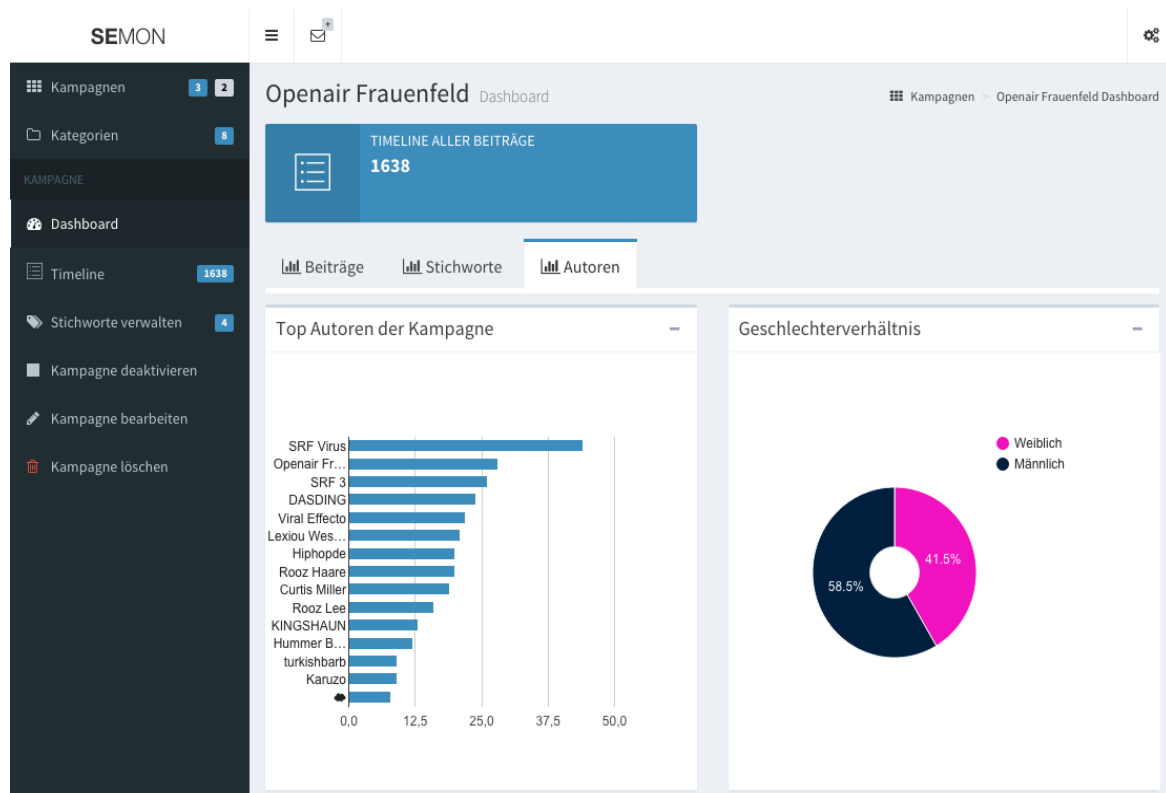 SEMON
+
Kampagnen 3 2
Kategorien 8
KAMPAGNE
Dashboard
Timeline 1638
Stichworte verwalten 4
Kampagne deaktivieren
Kampagne bearbeiten
Kampagne löschen
Openair Frauenfeld Dashboard
Kampagnen > Openair Frauenfeld Dashboard
TIMELINE ALLER BEITRÄGE
1638
Beiträge Stichworte Autoren
Top Autoren der Kampagne
SRF Virus
Openair Fr...
SRF 3
DASDING
Viral Effecto
Lexiou Wes...
Hiphopde
Rooz Haare
Curtis Miller
Rooz Lee
KINGSHAUN
Hummer B...
turkishbarb
Karuzo
0,0 12,5 25,0 37,5 50,0
Geschlechterverhältnis
Weiblich
Männlich
41.5%
58.5%